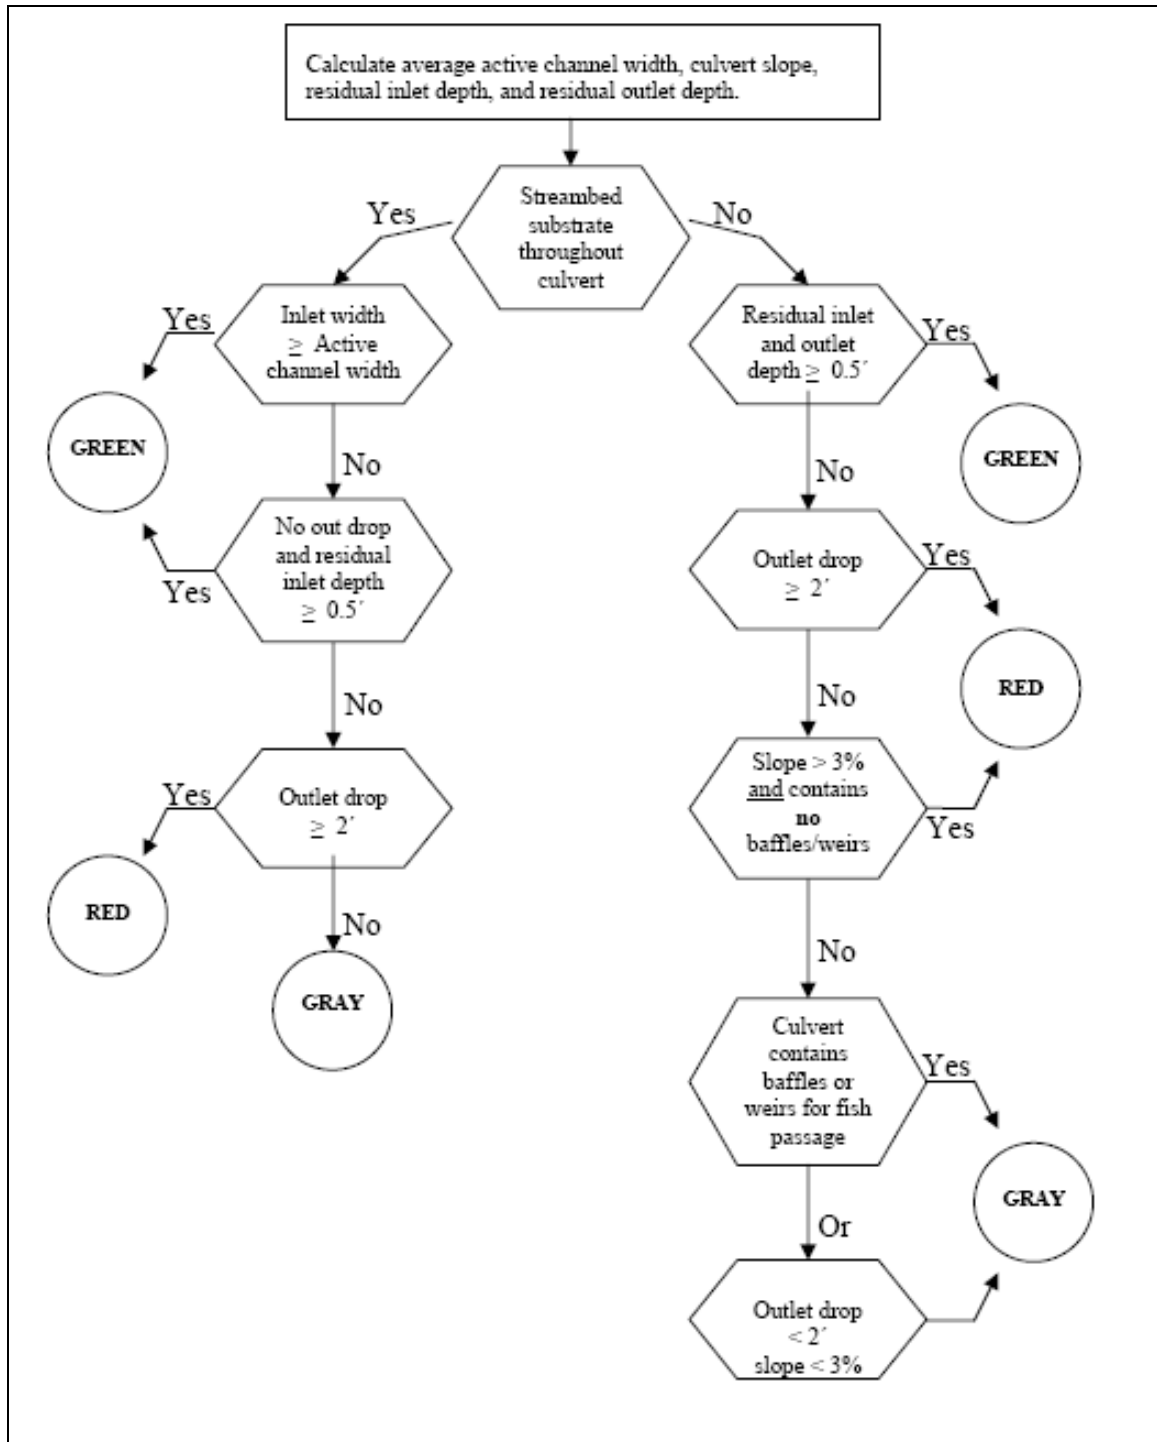 Calculate average active channel width, culvert slope,
residual inlet depth, and residual outlet depth.
Streambed
substrate
throughout
culvert
Yes
No
Inlet width
≥ Active
channel width
Yes
GREEN
No
No out drop
and residual
inlet depth
≥ 0.5´
Yes
No
Outlet drop
≥ 2´
Yes
RED
No
GRAY
Residual inlet
and outlet
depth ≥ 0.5´
Yes
GREEN
No
Outlet drop
≥ 2´
Yes
RED
No
Slope > 3%
and contains
no
baffles/weirs
Yes
No
Culvert
contains
baffles or
weirs for fish
passage
Yes
GRAY
Or
Outlet drop
< 2´
slope < 3%